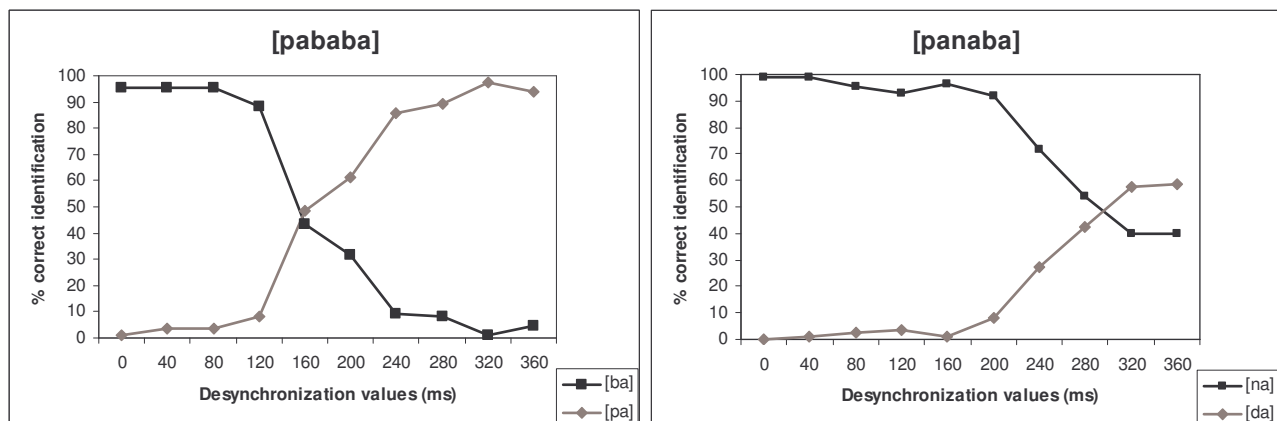 [pababa]
% correct identification
100
90
80
70
60
50
40
30
20
10
0
0 40 80 120 160 200 240 280 320 360
Desynchronization values (ms)
[ba]
[pa]
[panaba]
% correct identification
100
90
80
70
60
50
40
30
20
10
0
0 40 80 120 160 200 240 280 320 360
Desynchronization values (ms)
[na]
[da]